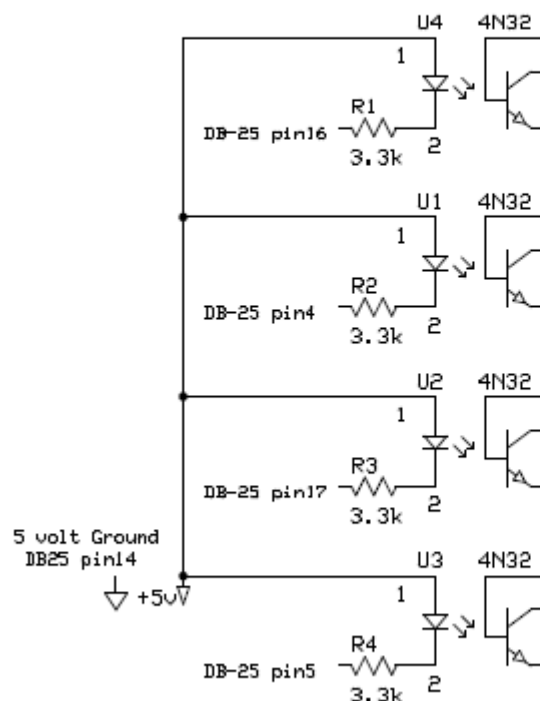 U4 4N32
1
R1
DB-25 pin16
3.3k 2
U1 4N32
1
R2
DB-25 pin4
3.3k 2
U2 4N32
1
R3
DB-25 pin17
3.3k 2
5 volt Ground
DB25 pin14
U3 4N32
+5v 1
R4
DB-25 pin5
3.3k 2